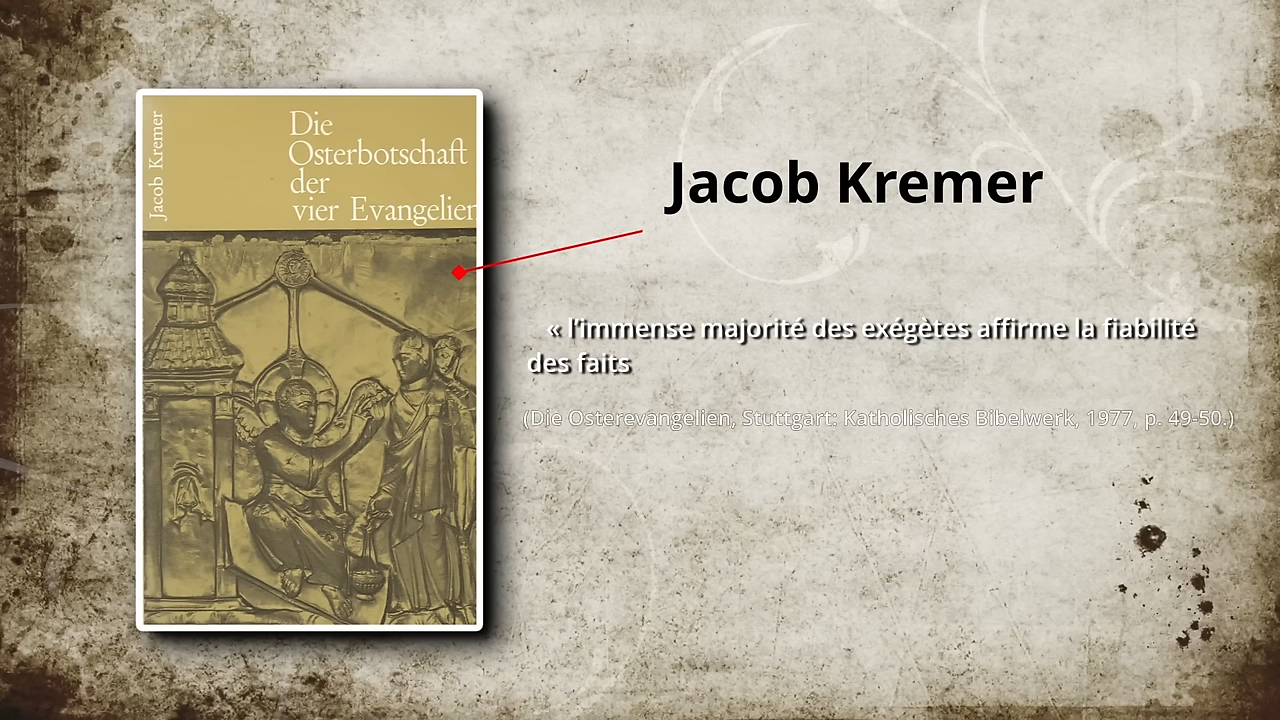 Jacob Kremer
Die
Osterbotschaft
der
vier Evangelien
Jacob Kremer
« l’immense majorité des exégètes affirme la fiabilité
des faits
(Die Osterevangelien, Stuttgart: Katholisches Bibelwerk, 1977, p. 49-50.)